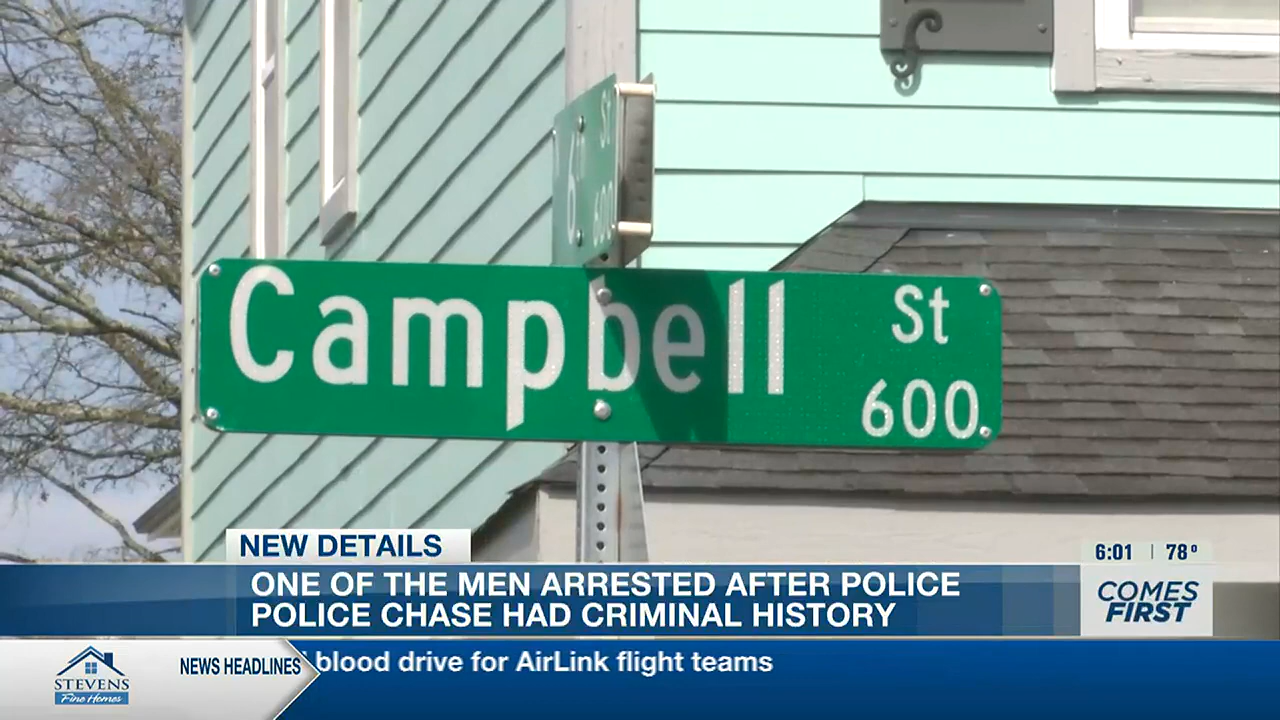 6th St
600
Campbell St
600
NEW DETAILS
ONE OF THE MEN ARRESTED AFTER POLICE
POLICE CHASE HAD CRIMINAL HISTORY
6:01 78°
COMES
FIRST
STEVENS
Fine Homes
NEWS HEADLINES
blood drive for AirLink flight teams